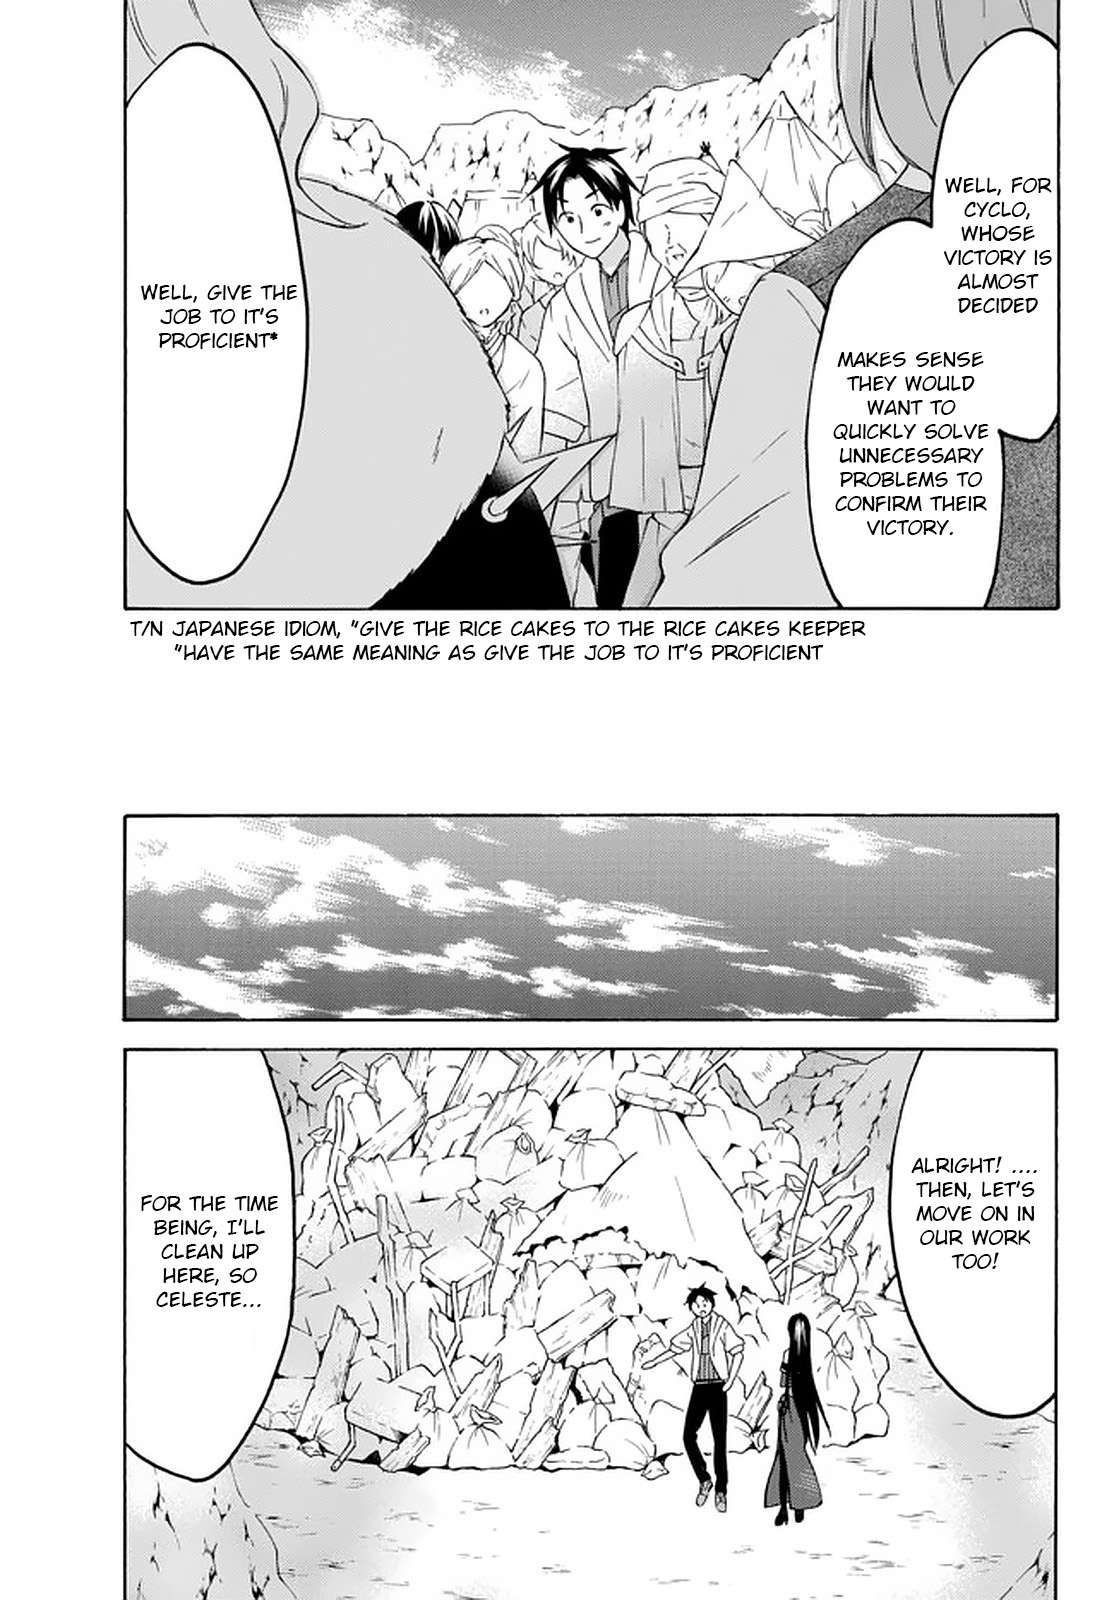 WELL, FOR
CYCLO,
WHOSE
VICTORY IS
ALMOST
DECIDED
MAKES SENSE
THEY WOULD
WANT TO
QUICKLY SOLVE
UNNECESSARY
PROBLEMS TO
CONFIRM THEIR
VICTORY.
WELL, GIVE THE
JOB TO IT'S
PROFICIENT*
T/N JAPANESE IDIOM, "GIVE THE RICE CAKES TO THE RICE CAKES KEEPER
"HAVE THE SAME MEANING AS GIVE THE JOB TO IT'S PROFICIENT
ALRIGHT! ....
THEN, LET'S
MOVE ON IN
OUR WORK
TOO!
FOR THE TIME
BEING, I'LL
CLEAN UP
HERE, SO
CELESTE...